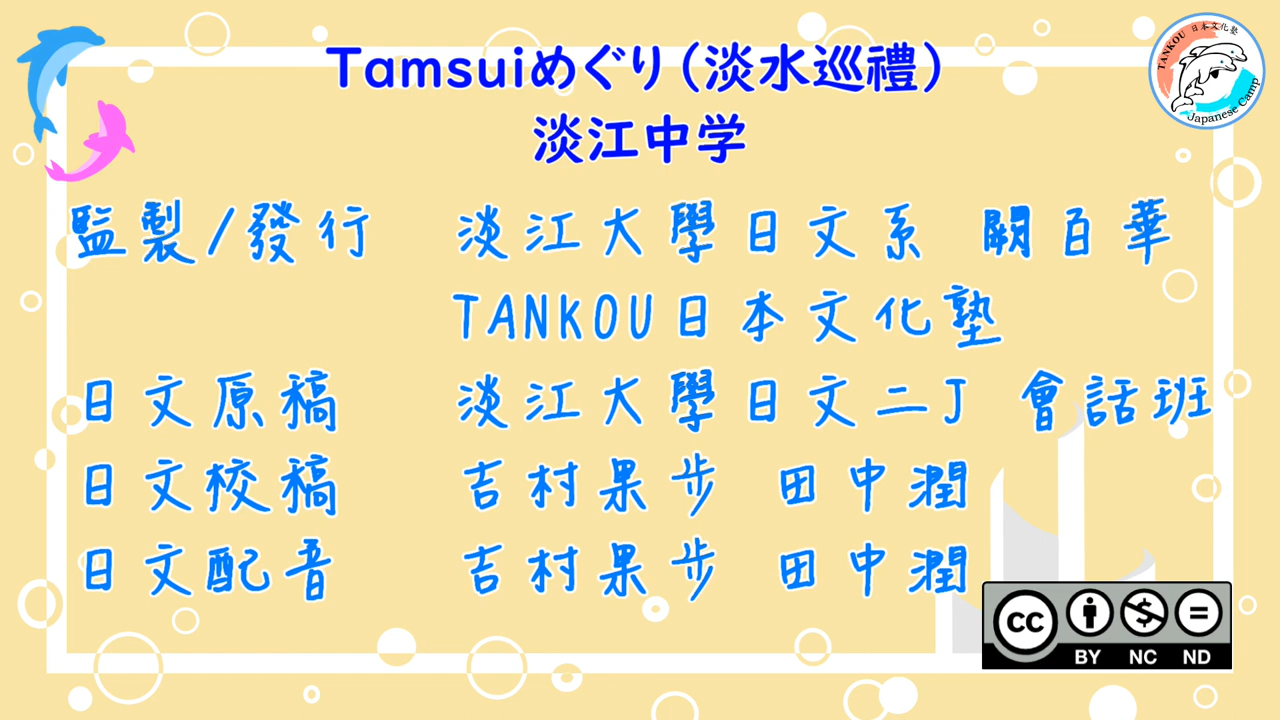 Tamsuiめぐり(淡水巡禮)
淡江中学
監製/發行 淡江大學日文系 闕百華
TANKOU日本文化塾
日文原稿 淡江大學日文二J 會話班
日文校稿 吉村果步 田中潤
日文配音 吉村果步 田中潤
TANKOU 日本文化塾
Japanese Camp
CC BY NC ND